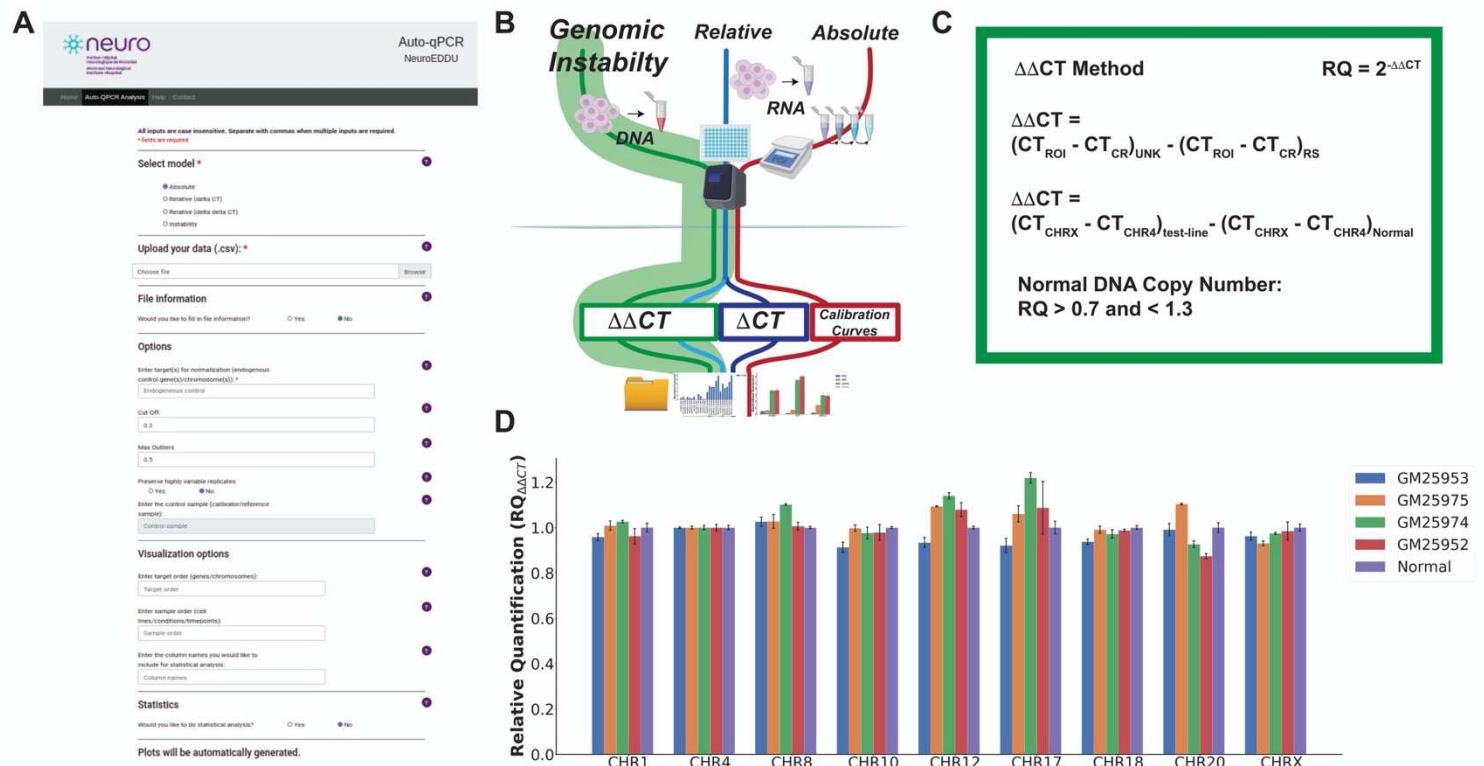 A
neuro
Auto-qPCR
NeuroEDDU
Home Auto-QPCR Analysis Help Contact
All inputs are case insensitive. Separate with commas when multiple inputs are required.
* fields are required
Select model *
Absolute
Relative (delta CT)
Relative (delta delta CT)
Instability
Upload your data (.csv): *
Choose file
Browse
File information
Would you like to fill in file information?
Yes
No
Options
Enter target(s) for normalization (endogenous
control gene(s)/chromosome(s)): *
Endogeneous control
Cut-Off:
0.3
Max Outliers
0.5
Preserve highly variable replicates
Yes
No
Enter the control sample (calibrator/reference
sample):
Control sample
Visualization options
Enter target order (genes/chromosomes):
Target order
Enter sample order (cell
lines/conditions/timepoints):
Sample order
Enter the column names you would like to
include for statistical analysis:
Column names
Statistics
Would you like to do statistical analysis?
Yes
No
Plots will be automatically generated.
B
Genomic
Instabilty
Relative
Absolute
DNA
RNA
ΔΔCT
ΔCT
Calibration
Curves
C
ΔΔCT Method
RQ = 2^-ΔΔCT
ΔΔCT =
(CT_ROI - CT_CR)_UNK - (CT_ROI - CT_CR)_RS
ΔΔCT =
(CT_CHRX - CT_CHR4)_test-line- (CT_CHRX - CT_CHR4)_Normal
Normal DNA Copy Number:
RQ > 0.7 and < 1.3
D
Relative Quantification (RQ_ΔΔCT)
1.2
1.0
0.8
0.6
0.4
0.2
0.0
CHR1
CHR4
CHR8
CHR10
CHR12
CHR17
CHR18
CHR20
CHRX
GM25953
GM25975
GM25974
GM25952
Normal